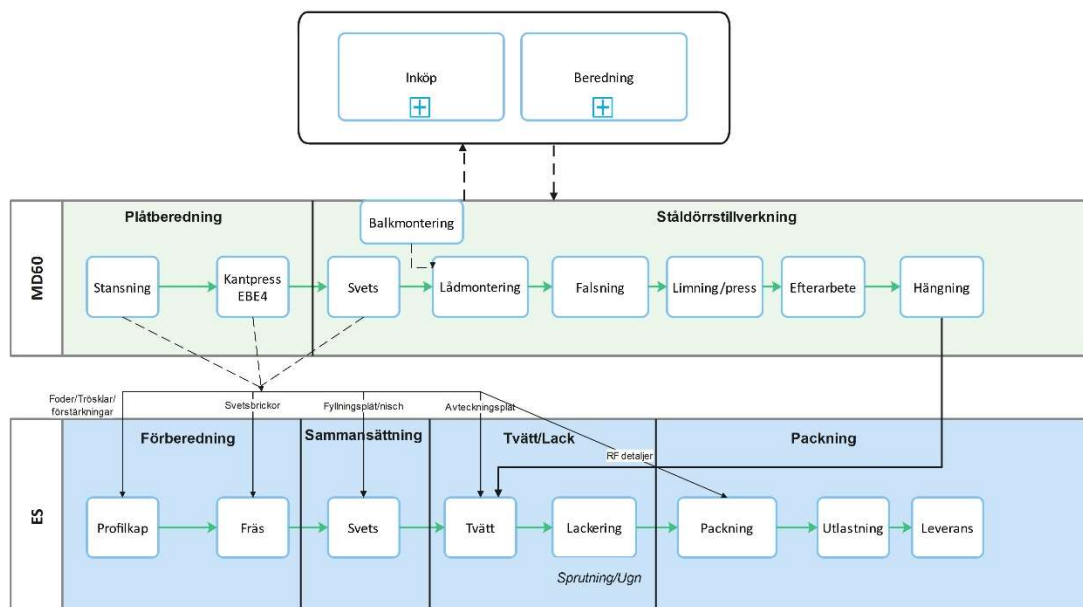 Inköp
Beredning
MD60
Plåtberedning
Ståldörrstillverkning
Balkmontering
Stansning
Kantpress
EBE4
Svets
Lådmontering
Falsning
Limning/press
Efterarbete
Hängning
Foder/Trösklar/
förstärkningar
Svetsbrickor
Fyllningsplåt/nisch
Avteckningsplåt
RF detaljer
ES
Förberedning
Sammansättning
Tvätt/Lack
Packning
Profilkap
Fräs
Svets
Tvätt
Lackering
Packning
Utlastning
Leverans
Sprutning/Ugn